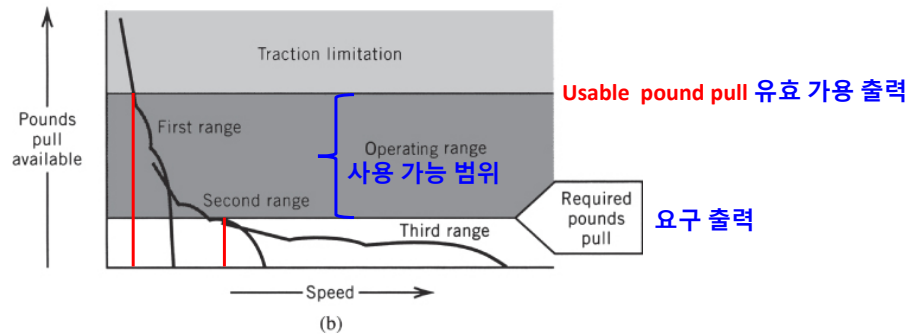 Traction limitation
Usable pound pull 유효 가용 출력
Pounds
pull
available
First range
Operating range
사용 가능 범위
Second range
Required
pounds
pull
요구 출력
Third range
Speed
(b)